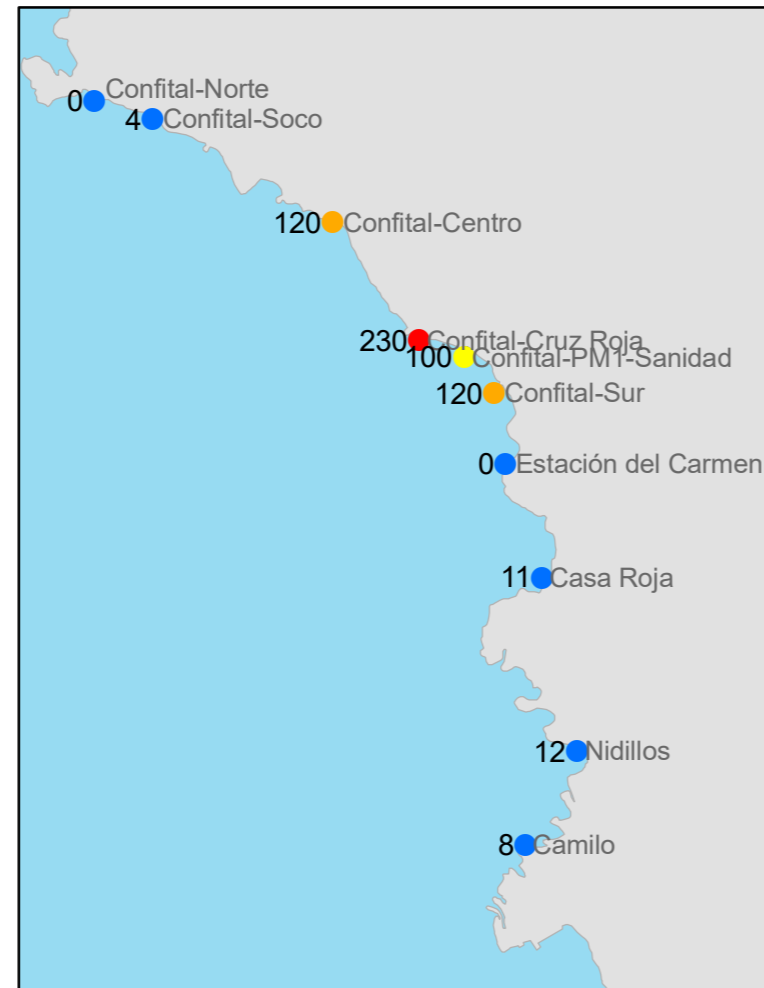 0 Confital-Norte
4 Confital-Soco
120 Confital-Centro
230 Confital-Cruz Roja
100 Confital-PM1-Sanidad
120 Confital-Sur
0 Estación del Carmen
11 Casa Roja
12 Nidillos
8 Camilo